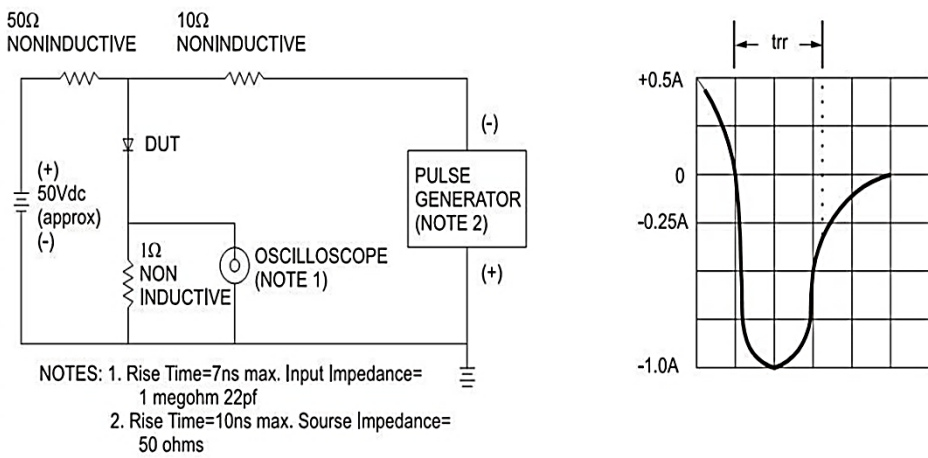 50Ω
NONINDUCTIVE
10Ω
NONINDUCTIVE
DUT
(+)
50Vdc
(approx)
(-)
1Ω
NON
INDUCTIVE
OSCILLOSCOPE
(NOTE 1)
(-)
PULSE
GENERATOR
(NOTE 2)
(+)
NOTES: 1. Rise Time=7ns max. Input Impedance=
1 megohm 22pf
2. Rise Time=10ns max. Sourse Impedance=
50 ohms
trr
+0.5A
0
-0.25A
-1.0A